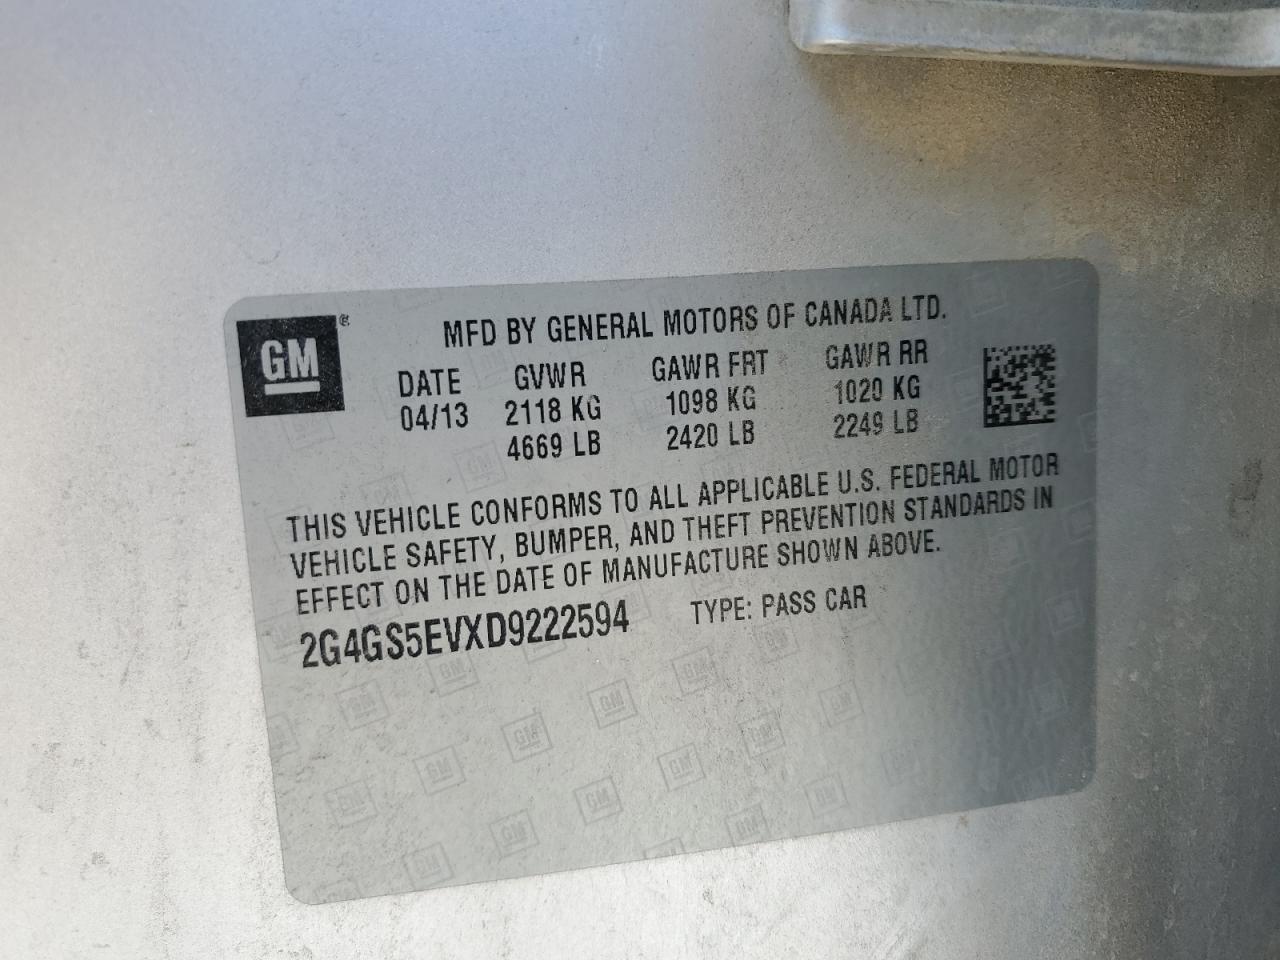 GM
MFD BY GENERAL MOTORS OF CANADA LTD.
DATE GVWR GAWR FRT GAWR RR
04/13 2118 KG 1098 KG 1020 KG
4669 LB 2420 LB 2249 LB
THIS VEHICLE CONFORMS TO ALL APPLICABLE U.S. FEDERAL MOTOR
VEHICLE SAFETY, BUMPER, AND THEFT PREVENTION STANDARDS IN
EFFECT ON THE DATE OF MANUFACTURE SHOWN ABOVE.
2G4GS5EVXD9222594 TYPE: PASS CAR